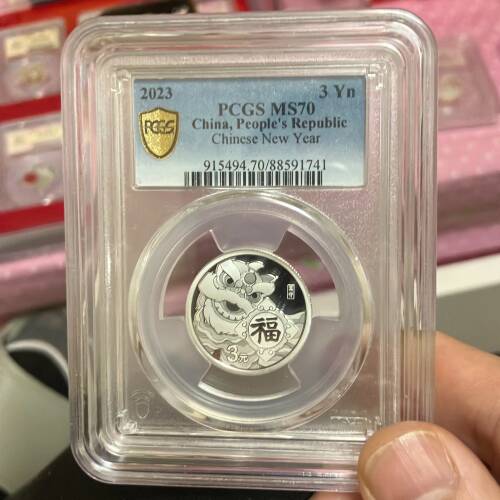 2023 3 Yn
PCGS MS70
China, People's Republic
Chinese New Year
915494.70/88591741
PCGS
福
3元